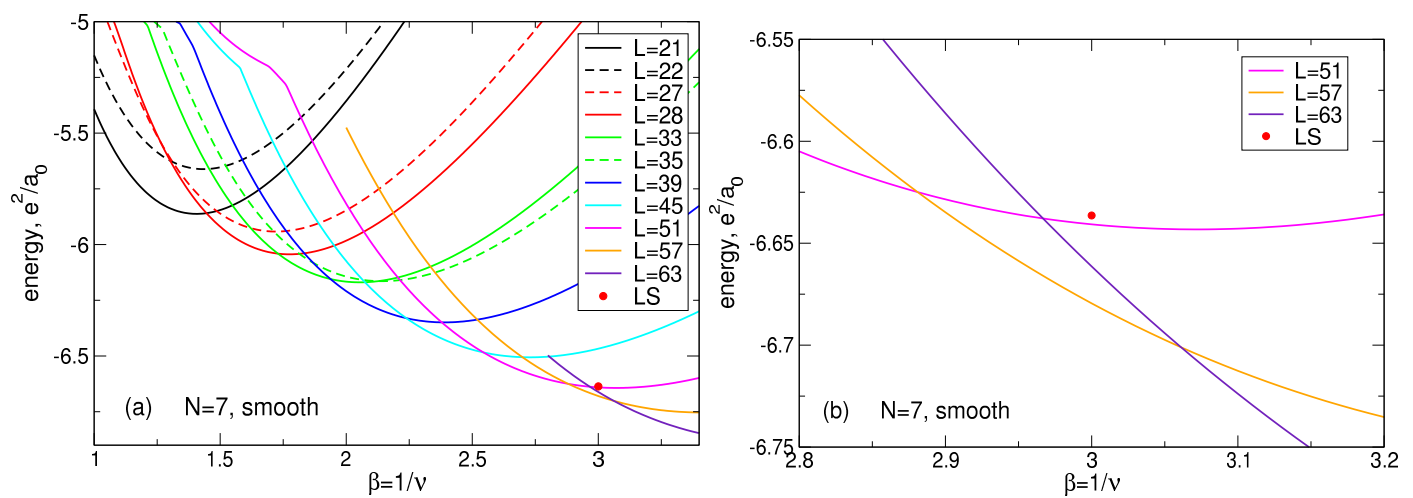 -5
-5.5
-6
-6.5
energy, e²/a₀
1
1.5
2
2.5
3
β=1/ν
L=21
L=22
L=27
L=28
L=33
L=35
L=39
L=45
L=51
L=57
L=63
LS
(a) N=7, smooth
-6.55
-6.6
-6.65
-6.7
-6.75
energy, e²/a₀
2.8
2.9
3
3.1
3.2
β=1/ν
L=51
L=57
L=63
LS
(b) N=7, smooth